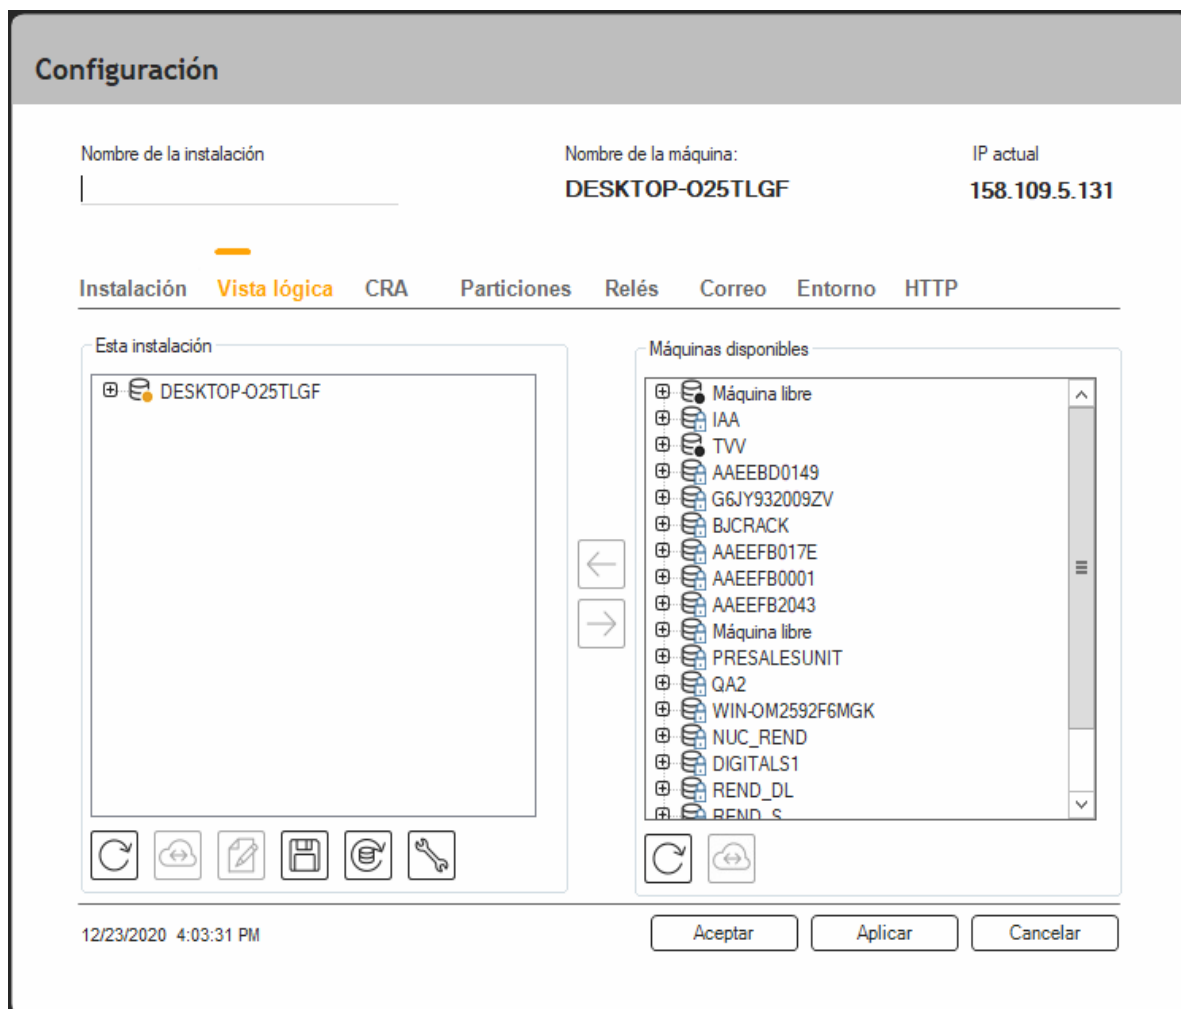 Configuración
Nombre de la instalación
Nombre de la máquina:
IP actual
DESKTOP-O25TLGF
158.109.5.131
Instalación Vista lógica CRA Particiones Relés Correo Entorno HTTP
Esta instalación
DESKTOP-O25TLGF
Máquinas disponibles
Máquina libre
IAA
TVV
AAEEBD0149
G6JY932009ZV
BJCRACK
AAEEFB017E
AAEEFB0001
AAEEFB2043
Máquina libre
PRESALESUNIT
QA2
WIN-OM2592F6MGK
NUC_REND
DIGITALS1
REND_DL
REND_S
12/23/2020 4:03:31 PM
Aceptar Aplicar Cancelar